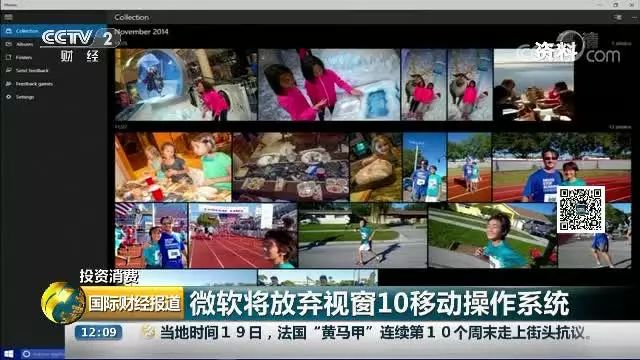 Photos
Collection
November 2014
CCTV 2
财经
资料
com
Collection
Albums
Folders
Send feedback
Feedback games
Settings
投资消费
国际财经报道
微软将放弃视窗10移动操作系统
12:09
当地时间19日，法国“黄马甲”连续第10个周末走上街头抗议。